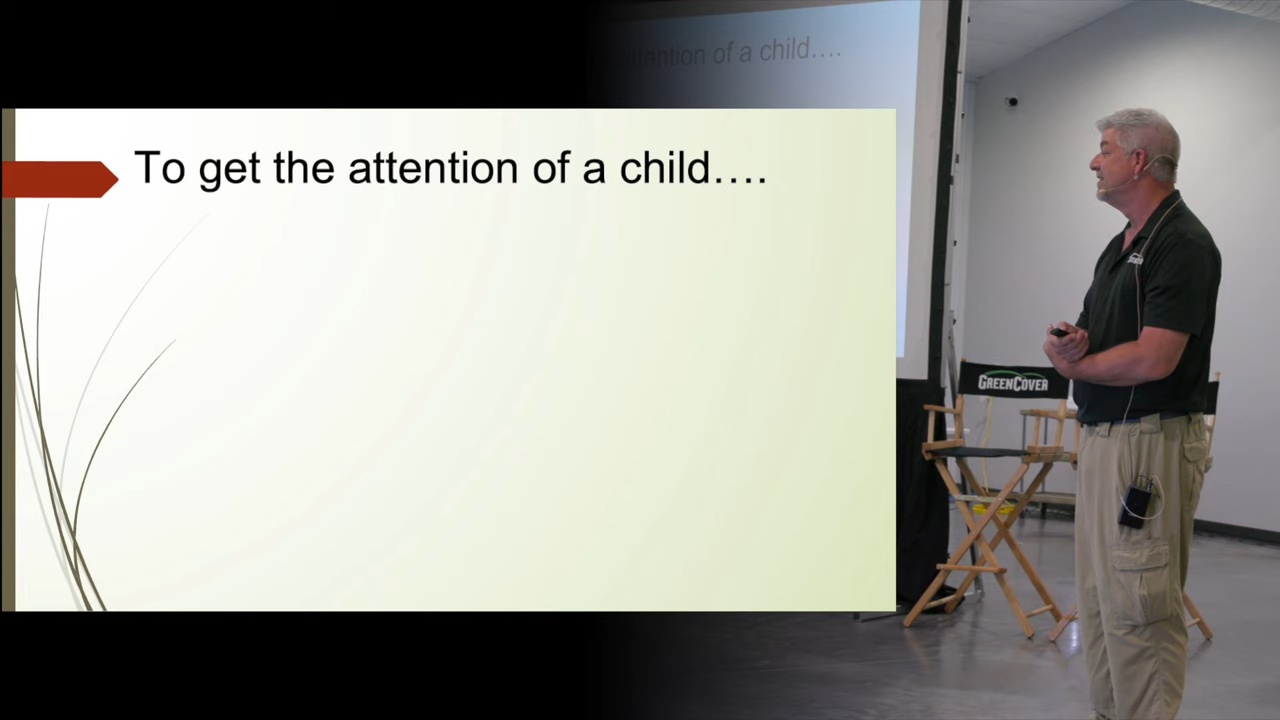 attention of a child....
To get the attention of a child....
GREENCOVER